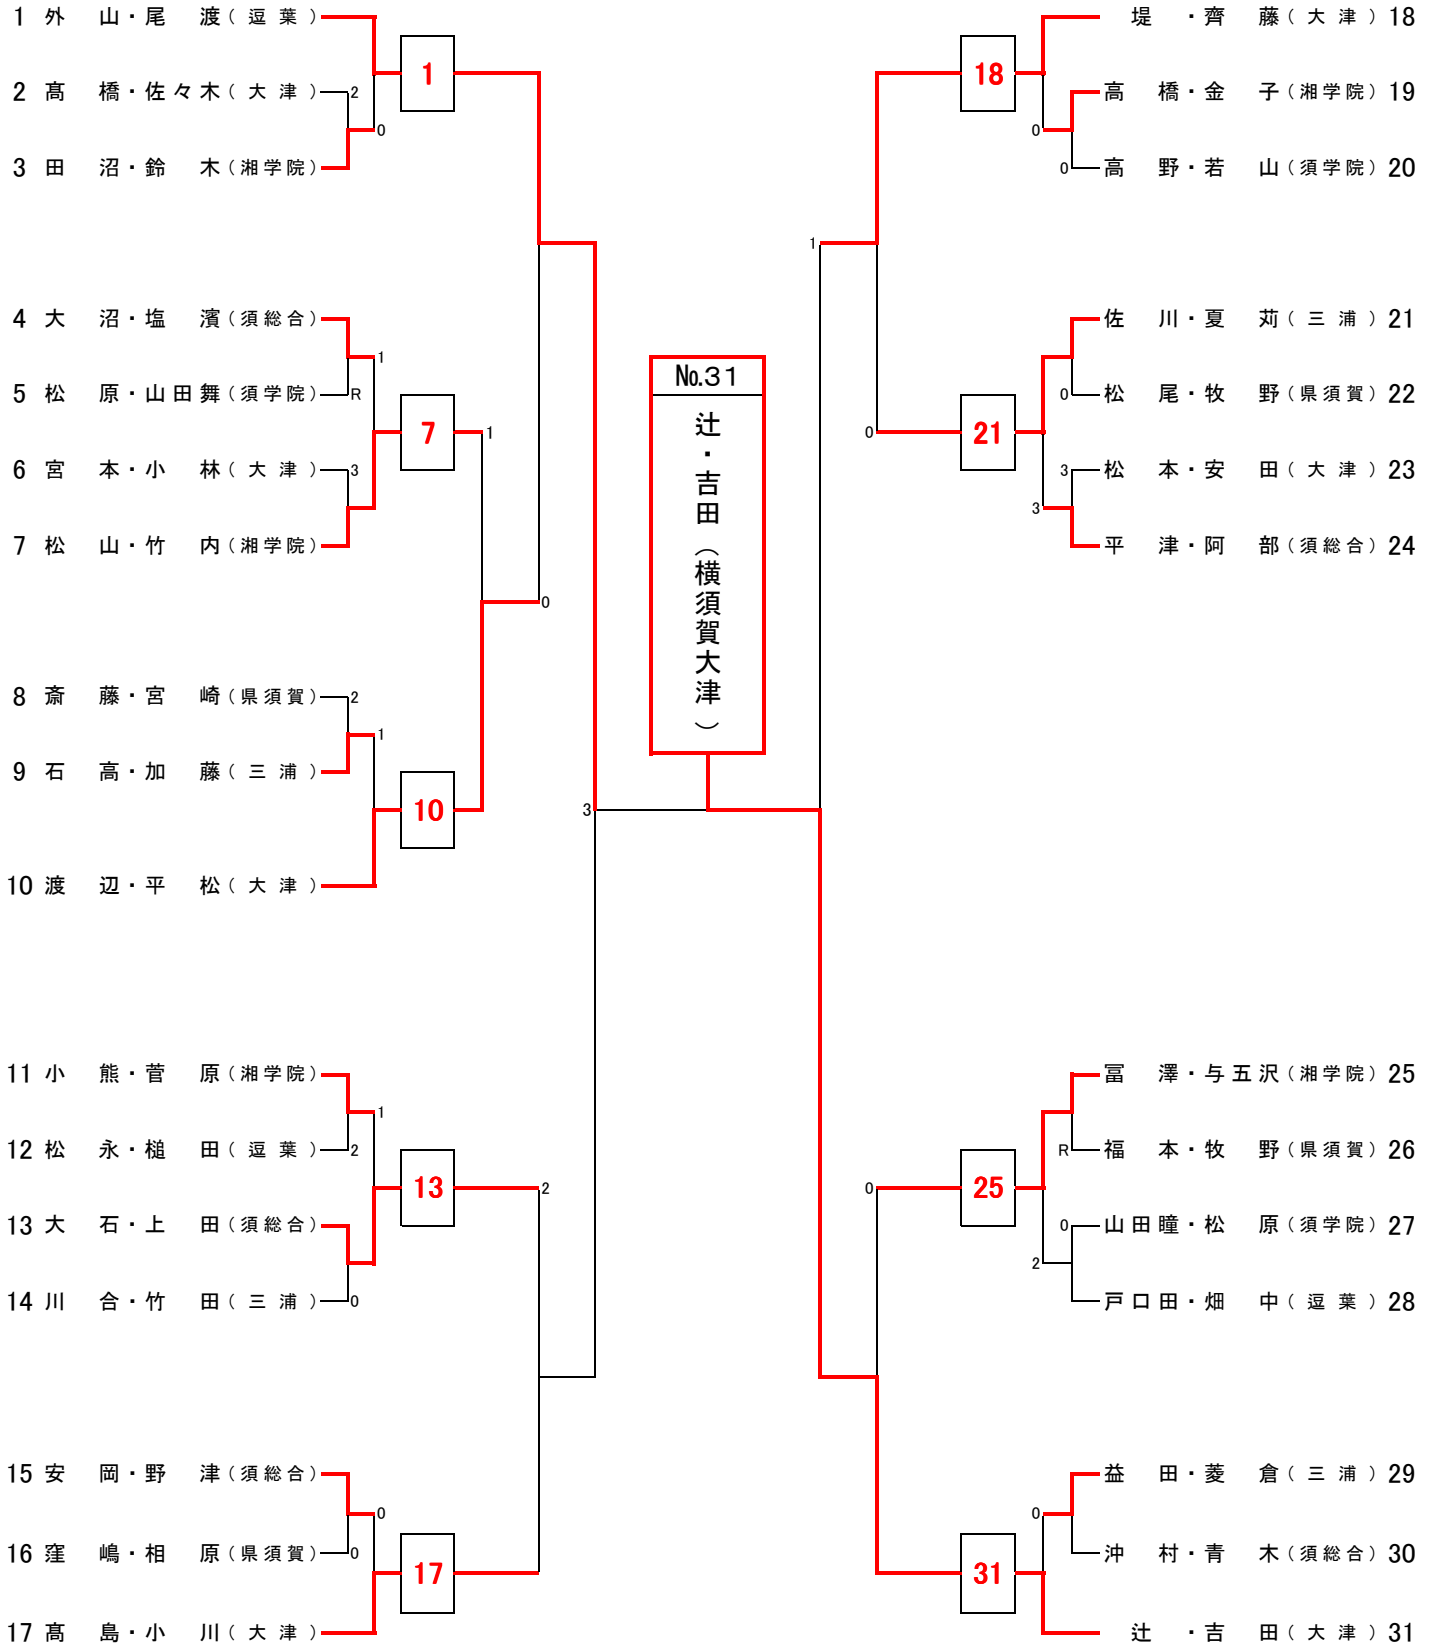 1 外 山・尾 渡（ 逗 葉 ）
1
2 髙 橋・佐々木（ 大 津 ） 2
0
3 田 沼・鈴 木（湘学院）
4 大 沼・塩 濱（須総合）
1
5 松 原・山田舞（須学院） R
7
1
6 宮 本・小 林（ 大 津 ） 3
7 松 山・竹 内（湘学院）
0
8 斎 藤・宮 崎（県須賀） 2
1
9 石 高・加 藤（ 三 浦 ）
10
3
10 渡 辺・平 松（ 大 津 ）
11 小 熊・菅 原（湘学院）
1
12 松 永・槌 田（ 逗 葉 ） 2
13
2
13 大 石・上 田（須総合）
14 川 合・竹 田（ 三 浦 ） 0
15 安 岡・野 津（須総合）
0
16 窪 嶋・相 原（県須賀） 0
17
17 髙 島・小 川（ 大 津 ）
№31
辻・吉田（横須賀大津）
堤 ・齊 藤（ 大 津 ） 18
18
高 橋・金 子（湘学院） 19
0
0 高 野・若 山（須学院） 20
1
佐 川・夏 苅（ 三 浦 ） 21
0 松 尾・牧 野（県須賀） 22
0
21
3 松 本・安 田（ 大 津 ） 23
3
平 津・阿 部（須総合） 24
冨 澤・与五沢（湘学院） 25
R 福 本・牧 野（県須賀） 26
0
25
0 山田瞳・松 原（須学院） 27
2
戸口田・畑 中（ 逗 葉 ） 28
益 田・菱 倉（ 三 浦 ） 29
0
沖 村・青 木（須総合） 30
31
辻 ・吉 田（ 大 津 ） 31